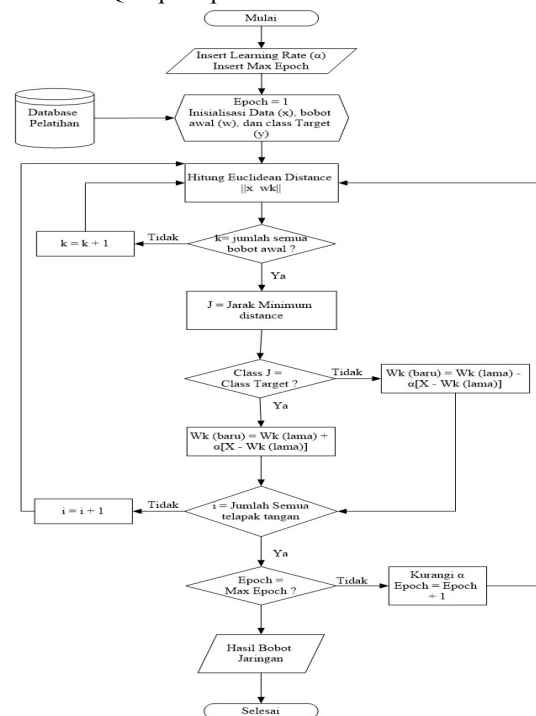 Mulai
Insert Learning Rate (α)
Insert Max Epoch
Database
Pelatihan
Epoch = 1
Inisialisasi Data (x), bobot
awal (w), dan class Target
(y)
Hitung Euclidean Distance
||x wk||
k = k + 1
Tidak
k= jumlah semua
bobot awal ?
Ya
J = Jarak Minimum
distance
Class J =
Class Target ?
Tidak
Wk (baru) = Wk (lama) -
α[X - Wk (lama)]
Ya
Wk (baru) = Wk (lama) +
α[X - Wk (lama)]
i = i + 1
Tidak
i = Jumlah Semua
telapak tangan
Ya
Epoch =
Max Epoch ?
Tidak
Kurangi α
Epoch = Epoch
+ 1
Ya
Hasil Bobot
Jaringan
Selesai